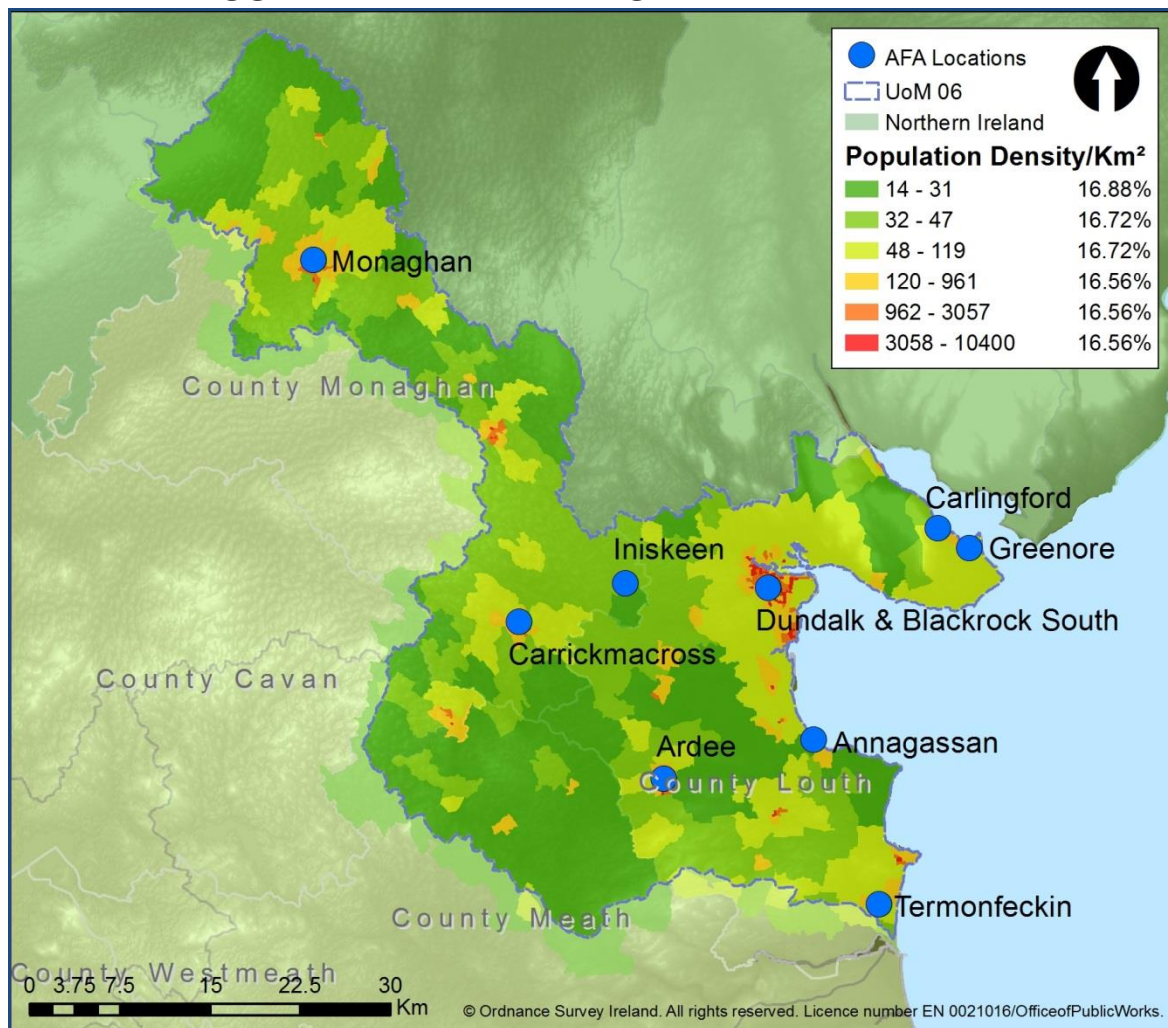 AFA Locations
UoM 06
Northern Ireland
Population Density/Km²
14 - 31 16.88%
32 - 47 16.72%
48 - 119 16.72%
120 - 961 16.56%
962 - 3057 16.56%
3058 - 10400 16.56%
Monaghan
County Monaghan
Carlingford
Greenore
Iniskeen
Dundalk & Blackrock South
Carrickmacross
County Cavan
Annagassan
Ardee
County Louth
Termonfeckin
County Meath
County Westmeath
0 3.75 7.5 15 22.5 30
Km
© Ordnance Survey Ireland. All rights reserved. Licence number EN 0021016/OfficeofPublicWorks.